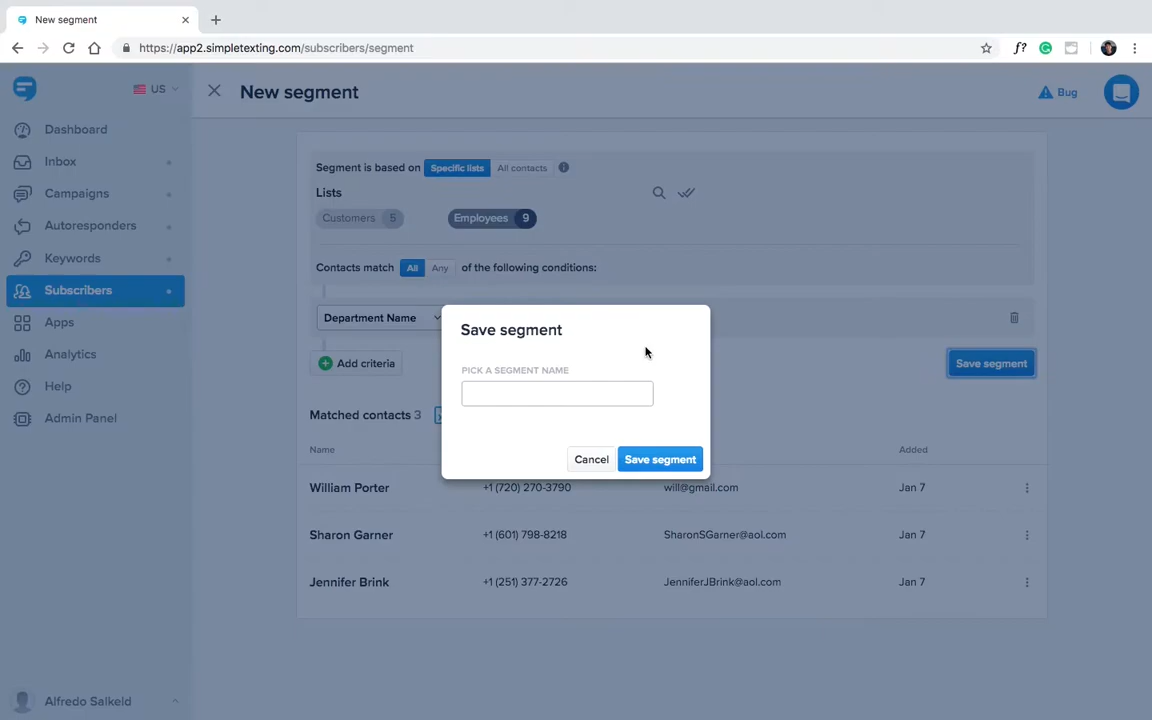 New segment
https://app2.simpletexting.com/subscribers/segment
f?
US
New segment
Bug
Dashboard
Inbox
Campaigns
Autoresponders
Keywords
Subscribers
Apps
Analytics
Help
Admin Panel
Alfredo Salkeld
Segment is based on Specific lists All contacts
Lists
Customers 5 Employees 9
Contacts match All Any of the following conditions:
Department Name
Add criteria
Save segment
Save segment
PICK A SEGMENT NAME
Cancel Save segment
Matched contacts 3
Name Added
William Porter +1 (720) 270-3790 will@gmail.com Jan 7
Sharon Garner +1 (601) 798-8218 SharonSGarner@aol.com Jan 7
Jennifer Brink +1 (251) 377-2726 JenniferJBrink@aol.com Jan 7